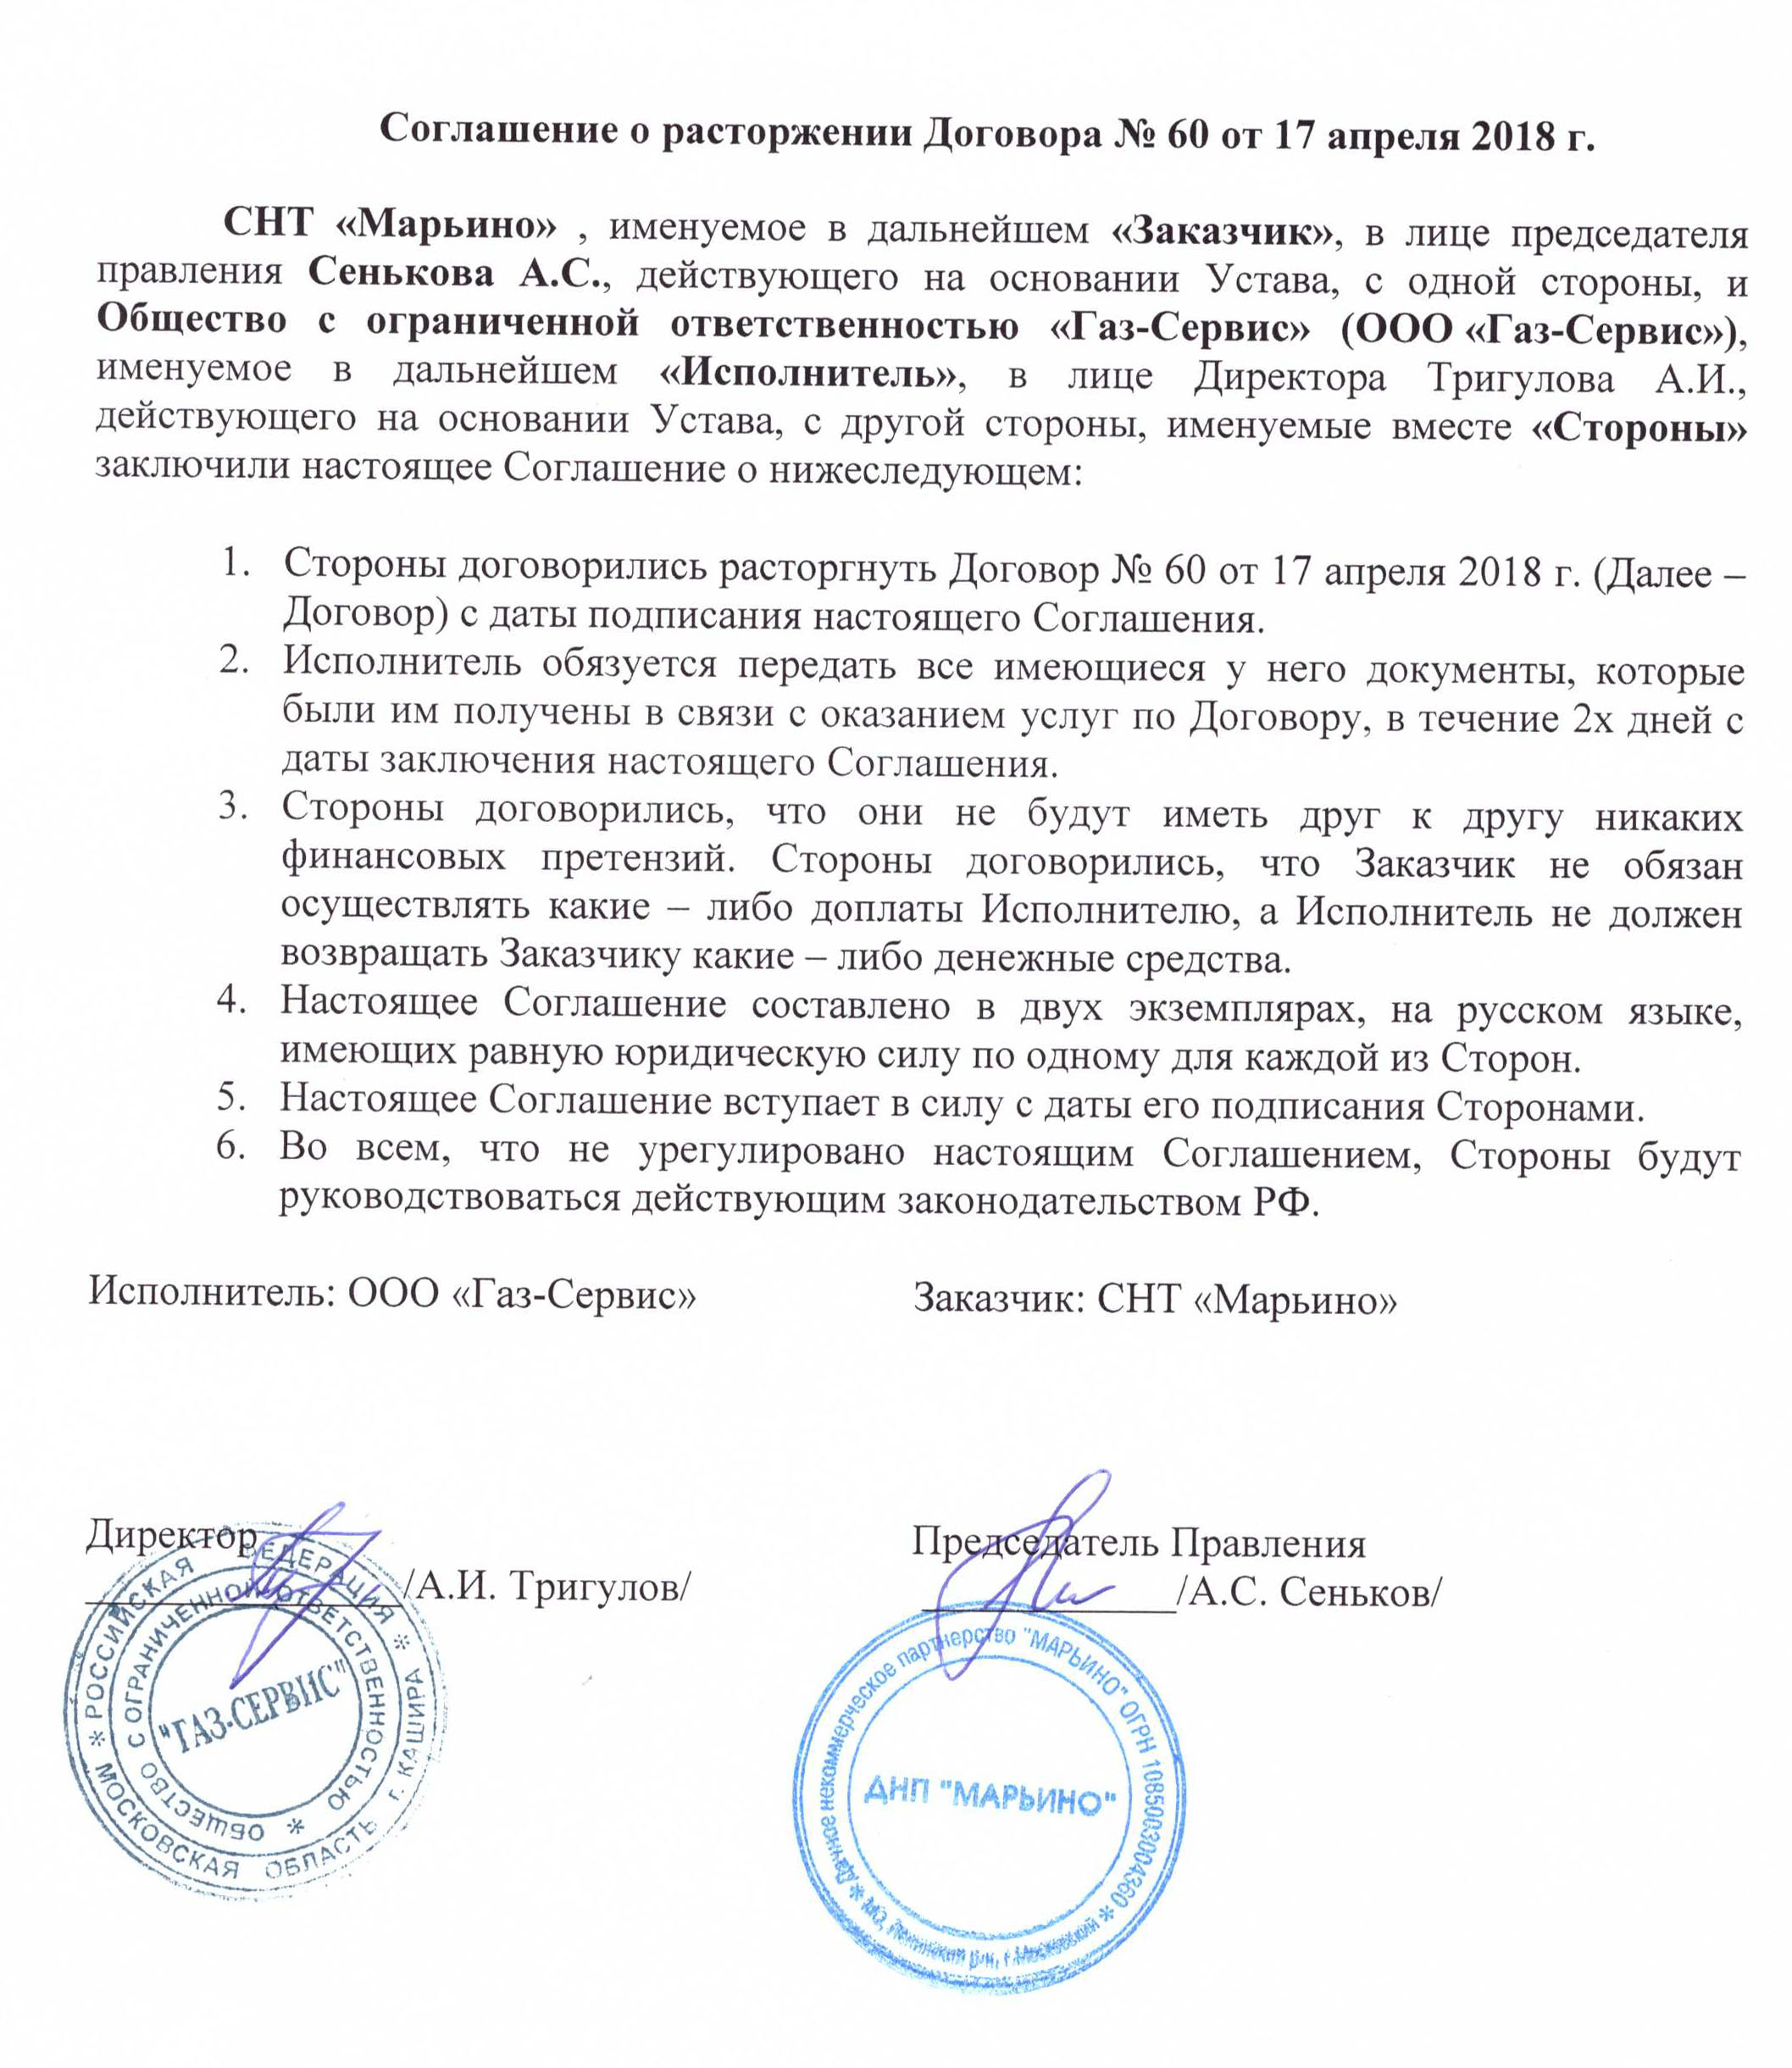 Соглашение о расторжении Договора № 60 от 17 апреля 2018 г.
СНТ «Марьино» , именуемое в дальнейшем «Заказчик», в лице председателя
правления Сенькова А.С., действующего на основании Устава, с одной стороны, и
Общество с ограниченной ответственностью «Газ-Сервис» (ООО «Газ-Сервис»),
именуемое в дальнейшем «Исполнитель», в лице Директора Тригулова А.И.,
действующего на основании Устава, с другой стороны, именуемые вместе «Стороны»
заключили настоящее Соглашение о нижеследующем:
1. Стороны договорились расторгнуть Договор № 60 от 17 апреля 2018 г. (Далее –
Договор) с даты подписания настоящего Соглашения.
2. Исполнитель обязуется передать все имеющиеся у него документы, которые
были им получены в связи с оказанием услуг по Договору, в течение 2х дней с
даты заключения настоящего Соглашения.
3. Стороны договорились, что они не будут иметь друг к другу никаких
финансовых претензий. Стороны договорились, что Заказчик не обязан
осуществлять какие – либо доплаты Исполнителю, а Исполнитель не должен
возвращать Заказчику какие – либо денежные средства.
4. Настоящее Соглашение составлено в двух экземплярах, на русском языке,
имеющих равную юридическую силу по одному для каждой из Сторон.
5. Настоящее Соглашение вступает в силу с даты его подписания Сторонами.
6. Во всем, что не урегулировано настоящим Соглашением, Стороны будут
руководствоваться действующим законодательством РФ.
Исполнитель: ООО «Газ-Сервис» Заказчик: СНТ «Марьино»
Директор Председатель Правления
/А.И. Тригулов/ /А.С. Сеньков/
* РОССИЙСКАЯ ФЕДЕРАЦИЯ * МОСКОВСКАЯ ОБЛАСТЬ г. КАШИРА
* ОБЩЕСТВО С ОГРАНИЧЕННОЙ ОТВЕТСТВЕННОСТЬЮ
"ГАЗ-СЕРВИС"
* Дачное некоммерческое партнерство "МАРЬИНО" ОГРН 1085003004360 * МО, Ленинский р-н, г.Московский
ДНП "МАРЬИНО"